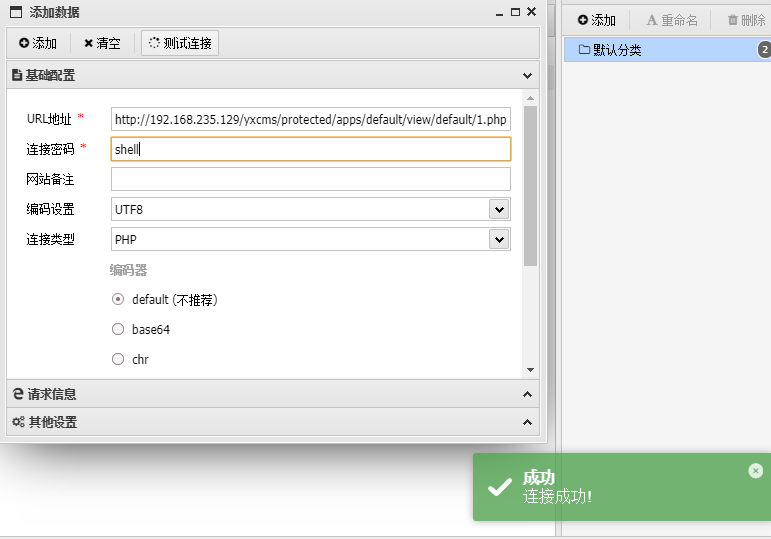 添加数据
添加 清空 测试连接
基础配置
URL地址 * http://192.168.235.129/yxcms/protected/apps/default/view/default/1.php
连接密码 * shell
网站备注
编码设置 UTF8
连接类型 PHP
编码器
default (不推荐)
base64
chr
请求信息
其他设置
添加 重命名 删除
默认分类 2
成功
连接成功!